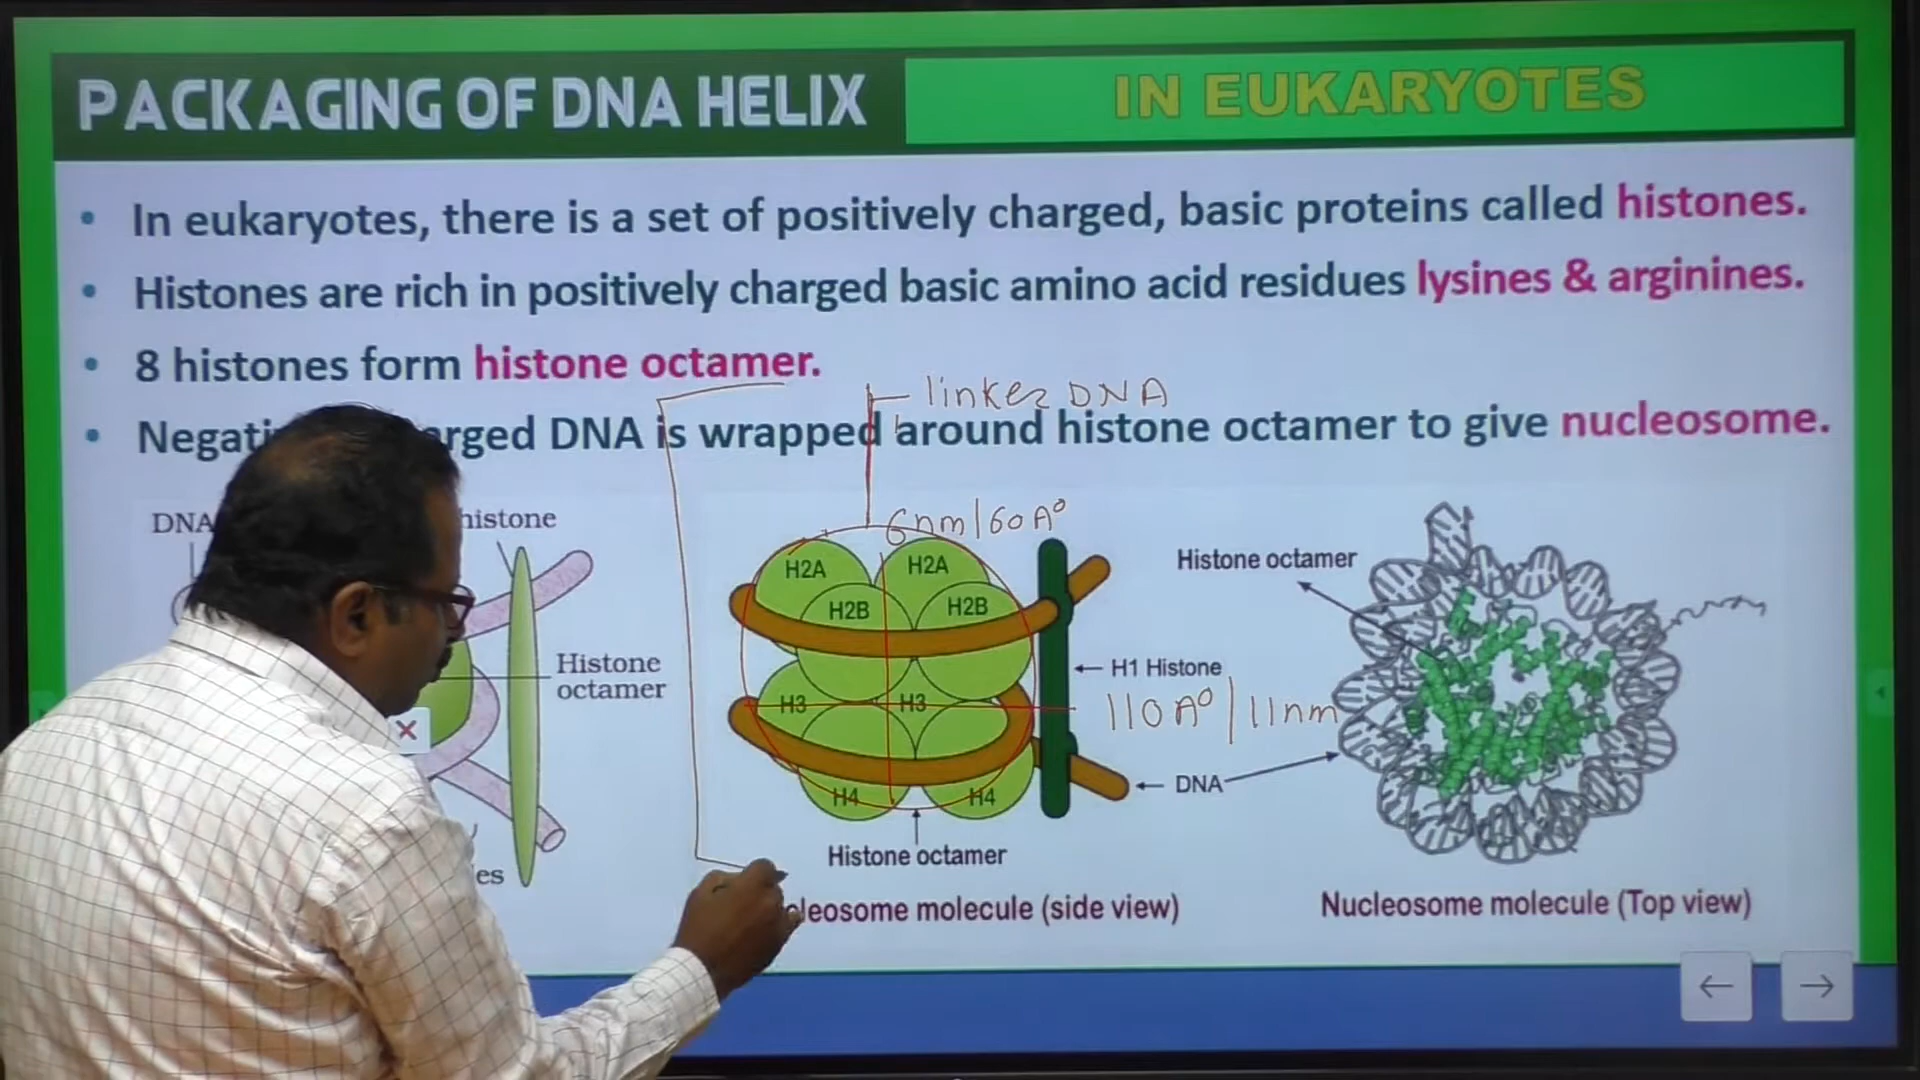 PACKAGING OF DNA HELIX
IN EUKARYOTES
• In eukaryotes, there is a set of positively charged, basic proteins called histones.
• Histones are rich in positively charged basic amino acid residues lysines & arginines.
• 8 histones form histone octamer.
linker DNA
• Negati rged DNA is wrapped around histone octamer to give nucleosome.
DNA
histone
6nm/60A°
Histone octamer
H2A
H2A
H2B
H2B
Histone
octamer
H1 Histone
H3
H3
110A°/11nm
DNA
H4
H4
Histone octamer
es
cleosome molecule (side view)
Nucleosome molecule (Top view)